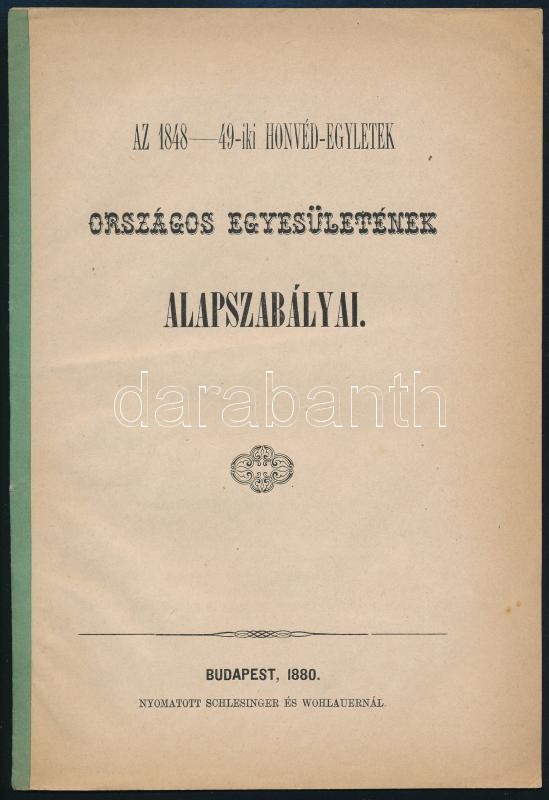 AZ 1848—49-iki HONVÉD-EGYLETEK
ORSZÁGOS EGYESÜLETÉNEK
ALAPSZABÁLYAI.
darabanth
BUDAPEST, 1880.
NYOMATOTT SCHLESINGER ÉS WOHLAUERNÁL.